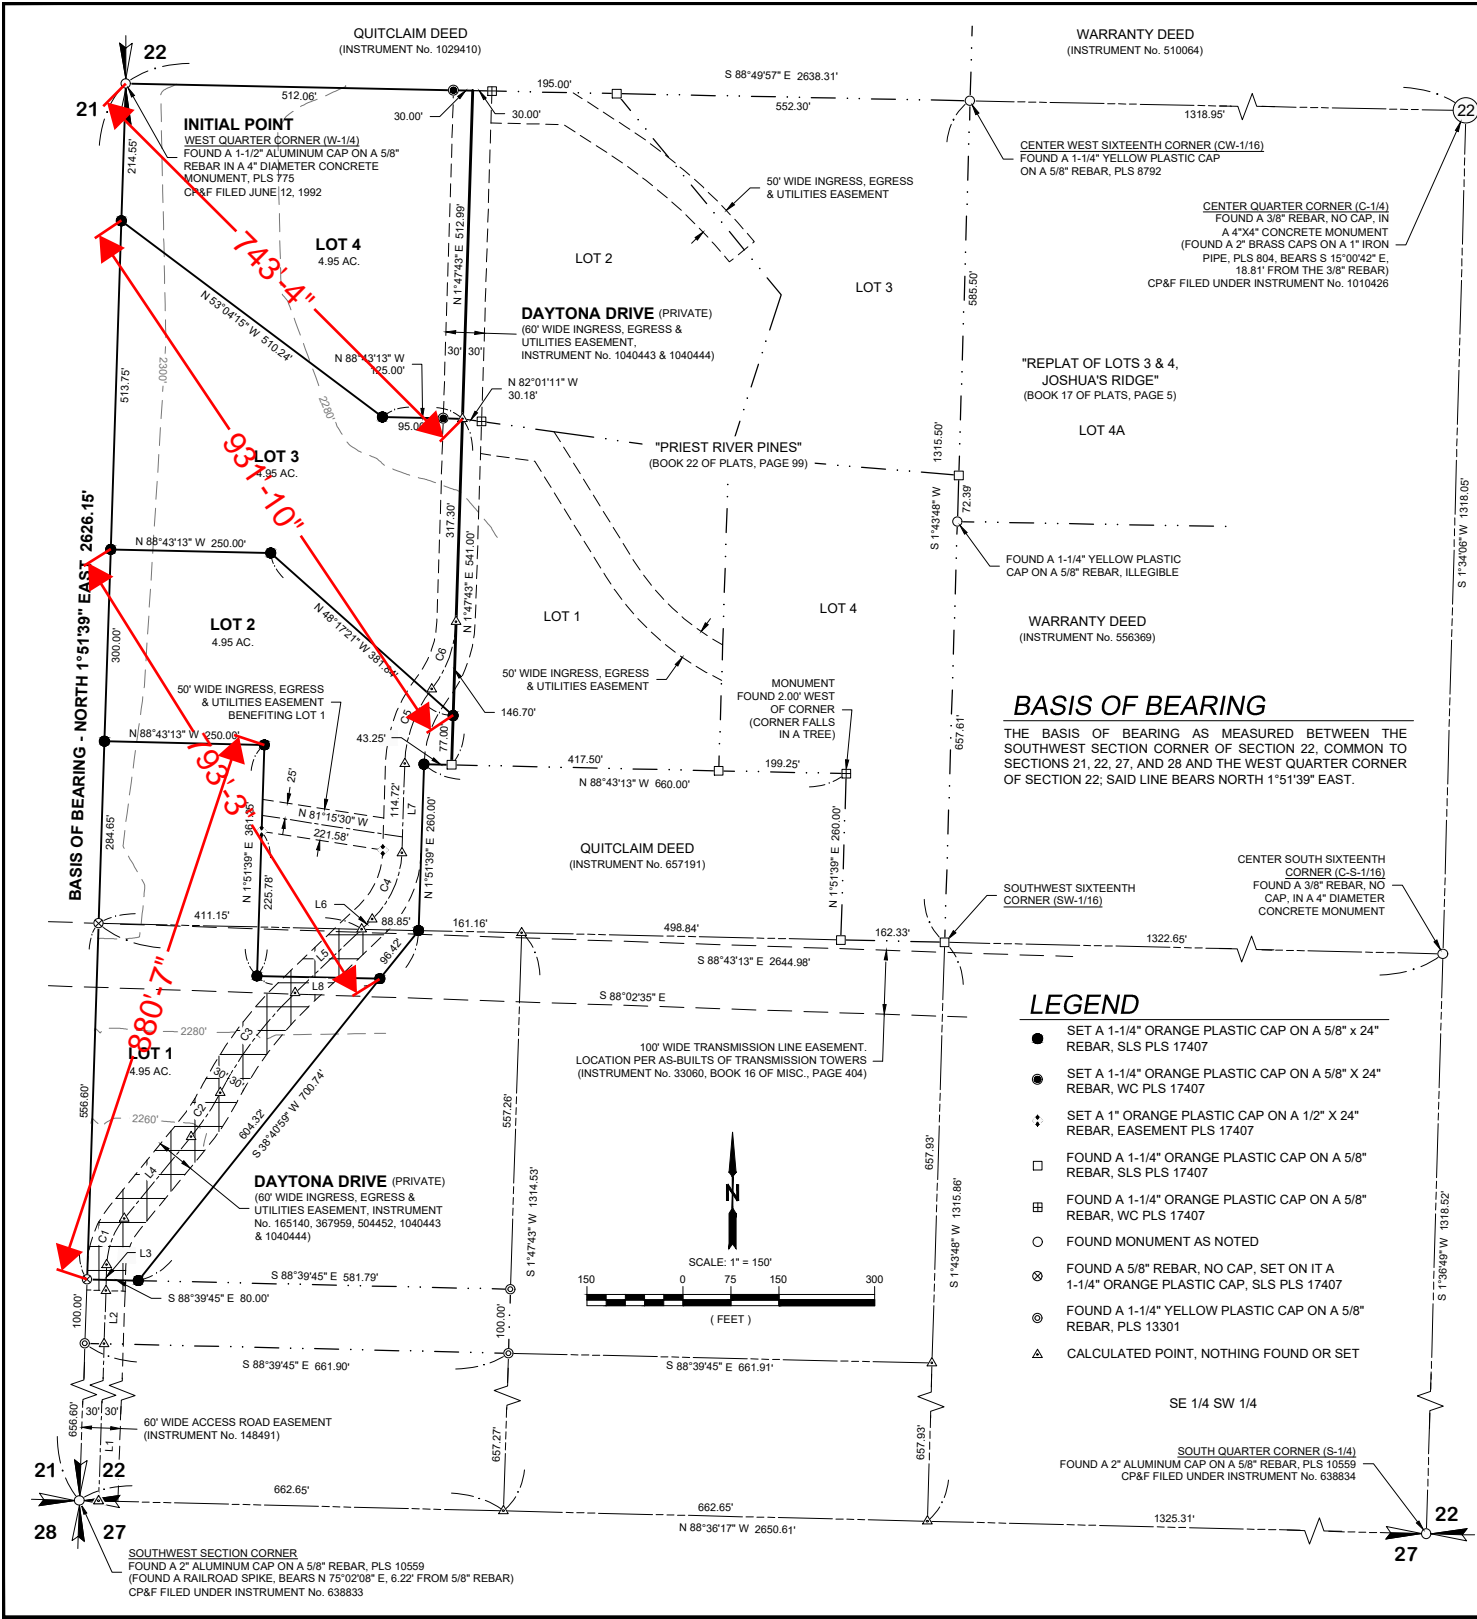 QUITCLAIM DEED
(INSTRUMENT No. 1029410)
WARRANTY DEED
(INSTRUMENT No. 510064)
22
21
512.06'
30.00'
30.00'
195.00'
S 88°49'57" E 2638.31'
552.30'
1318.95'
22
INITIAL POINT
WEST QUARTER CORNER (W-1/4)
FOUND A 1-1/2" ALUMINUM CAP ON A 5/8"
REBAR IN A 4" DIAMETER CONCRETE
MONUMENT, PLS 775
CP&F FILED JUNE 12, 1992
214.55'
CENTER WEST SIXTEENTH CORNER (CW-1/16)
FOUND A 1-1/4" YELLOW PLASTIC CAP
ON A 5/8" REBAR, PLS 8792
50' WIDE INGRESS, EGRESS
& UTILITIES EASEMENT
CENTER QUARTER CORNER (C-1/4)
FOUND A 3/8" REBAR, NO CAP, IN
A 4"X4" CONCRETE MONUMENT
(FOUND A 2" BRASS CAPS ON A 1" IRON
PIPE, PLS 804, BEARS S 15°00'42" E,
18.81' FROM THE 3/8" REBAR)
CP&F FILED UNDER INSTRUMENT No. 1010426
LOT 4
4.95 AC.
743'-4"
N 1°47'43" E 512.99'
LOT 2
LOT 3
585.50'
N 53°04'15" W 510.24'
DAYTONA DRIVE (PRIVATE)
(60' WIDE INGRESS, EGRESS &
UTILITIES EASEMENT,
INSTRUMENT No. 1040443 & 1040444)
30' 30'
N 88°43'13" W
125.00'
N 82°01'11" W
30.18'
2300'
2280'
513.75'
95.00'
"REPLAT OF LOTS 3 & 4,
JOSHUA'S RIDGE"
(BOOK 17 OF PLATS, PAGE 5)
LOT 4A
"PRIEST RIVER PINES"
(BOOK 22 OF PLATS, PAGE 99)
1315.50'
S 1°43'48" W
72.39'
LOT 3
4.95 AC.
931'-10"
317.30'
N 1°47'43" E 541.00'
S 1°34'06" W 1318.05'
BASIS OF BEARING - NORTH 1°51'39" EAST 2626.15'
N 88°43'13" W 250.00'
FOUND A 1-1/4" YELLOW PLASTIC
CAP ON A 5/8" REBAR, ILLEGIBLE
LOT 2
4.95 AC.
300.00'
N 48°17'21" W 381.84'
LOT 1
LOT 4
WARRANTY DEED
(INSTRUMENT No. 556369)
C6
C5
50' WIDE INGRESS, EGRESS
& UTILITIES EASEMENT
BENEFITING LOT 1
50' WIDE INGRESS, EGRESS
& UTILITIES EASEMENT
MONUMENT
FOUND 2.00' WEST
OF CORNER
(CORNER FALLS
IN A TREE)
146.70'
77.00'
43.25'
657.61'
BASIS OF BEARING
THE BASIS OF BEARING AS MEASURED BETWEEN THE
SOUTHWEST SECTION CORNER OF SECTION 22, COMMON TO
SECTIONS 21, 22, 27, AND 28 AND THE WEST QUARTER CORNER
OF SECTION 22; SAID LINE BEARS NORTH 1°51'39" EAST.
N 88°43'13" W 250.00'
793'-3"
417.50'
199.25'
N 88°43'13" W 660.00'
25'
N 81°15'30" W
221.58'
114.72'
L7
N 1°51'39" E 260.00'
284.65'
N 1°51'39" E 361.35'
225.78'
C4
QUITCLAIM DEED
(INSTRUMENT No. 657191)
N 1°51'39" E 260.00'
CENTER SOUTH SIXTEENTH
CORNER (C-S-1/16)
FOUND A 3/8" REBAR, NO
CAP, IN A 4" DIAMETER
CONCRETE MONUMENT
SOUTHWEST SIXTEENTH
CORNER (SW-1/16)
411.15'
L6
88.85'
161.16'
498.84'
162.33'
1322.65'
L5
96.42'
S 88°43'13" E 2644.98'
L8
S 88°02'35" E
880'-7"
2280'
C3
LOT 1
4.95 AC.
30' 30'
2260'
C2
L4
556.60'
604.32'
S 38°40'59" W 700.74'
100' WIDE TRANSMISSION LINE EASEMENT.
LOCATION PER AS-BUILTS OF TRANSMISSION TOWERS
(INSTRUMENT No. 33060, BOOK 16 OF MISC., PAGE 404)
557.26'
LEGEND
SET A 1-1/4" ORANGE PLASTIC CAP ON A 5/8" x 24"
REBAR, SLS PLS 17407
SET A 1-1/4" ORANGE PLASTIC CAP ON A 5/8" X 24"
REBAR, WC PLS 17407
SET A 1" ORANGE PLASTIC CAP ON A 1/2" X 24"
REBAR, EASEMENT PLS 17407
FOUND A 1-1/4" ORANGE PLASTIC CAP ON A 5/8"
REBAR, SLS PLS 17407
FOUND A 1-1/4" ORANGE PLASTIC CAP ON A 5/8"
REBAR, WC PLS 17407
FOUND MONUMENT AS NOTED
FOUND A 5/8" REBAR, NO CAP, SET ON IT A
1-1/4" ORANGE PLASTIC CAP, SLS PLS 17407
FOUND A 1-1/4" YELLOW PLASTIC CAP ON A 5/8"
REBAR, PLS 13301
CALCULATED POINT, NOTHING FOUND OR SET
DAYTONA DRIVE (PRIVATE)
(60' WIDE INGRESS, EGRESS &
UTILITIES EASEMENT, INSTRUMENT
No. 165140, 367959, 504452, 1040443
& 1040444)
N
SCALE: 1" = 150'
150 0 75 150 300
( FEET )
657.93'
S 1°47'43" W 1314.53'
S 1°43'48" W 1315.86'
S 1°36'49" W 1318.52'
C1
L3
S 88°39'45" E 581.79'
S 88°39'45" E 80.00'
100.00'
L2
100.00'
S 88°39'45" E 661.90'
S 88°39'45" E 661.91'
656.60'
30' 30'
60' WIDE ACCESS ROAD EASEMENT
(INSTRUMENT No. 148491)
L1
657.27'
657.93'
SE 1/4 SW 1/4
SOUTH QUARTER CORNER (S-1/4)
FOUND A 2" ALUMINUM CAP ON A 5/8" REBAR, PLS 10559
CP&F FILED UNDER INSTRUMENT No. 638834
21 22
28 27
662.65'
662.65'
N 88°36'17" W 2650.61'
1325.31'
22
27
SOUTHWEST SECTION CORNER
FOUND A 2" ALUMINUM CAP ON A 5/8" REBAR, PLS 10559
(FOUND A RAILROAD SPIKE, BEARS N 75°02'08" E, 6.22' FROM 5/8" REBAR)
CP&F FILED UNDER INSTRUMENT No. 638833